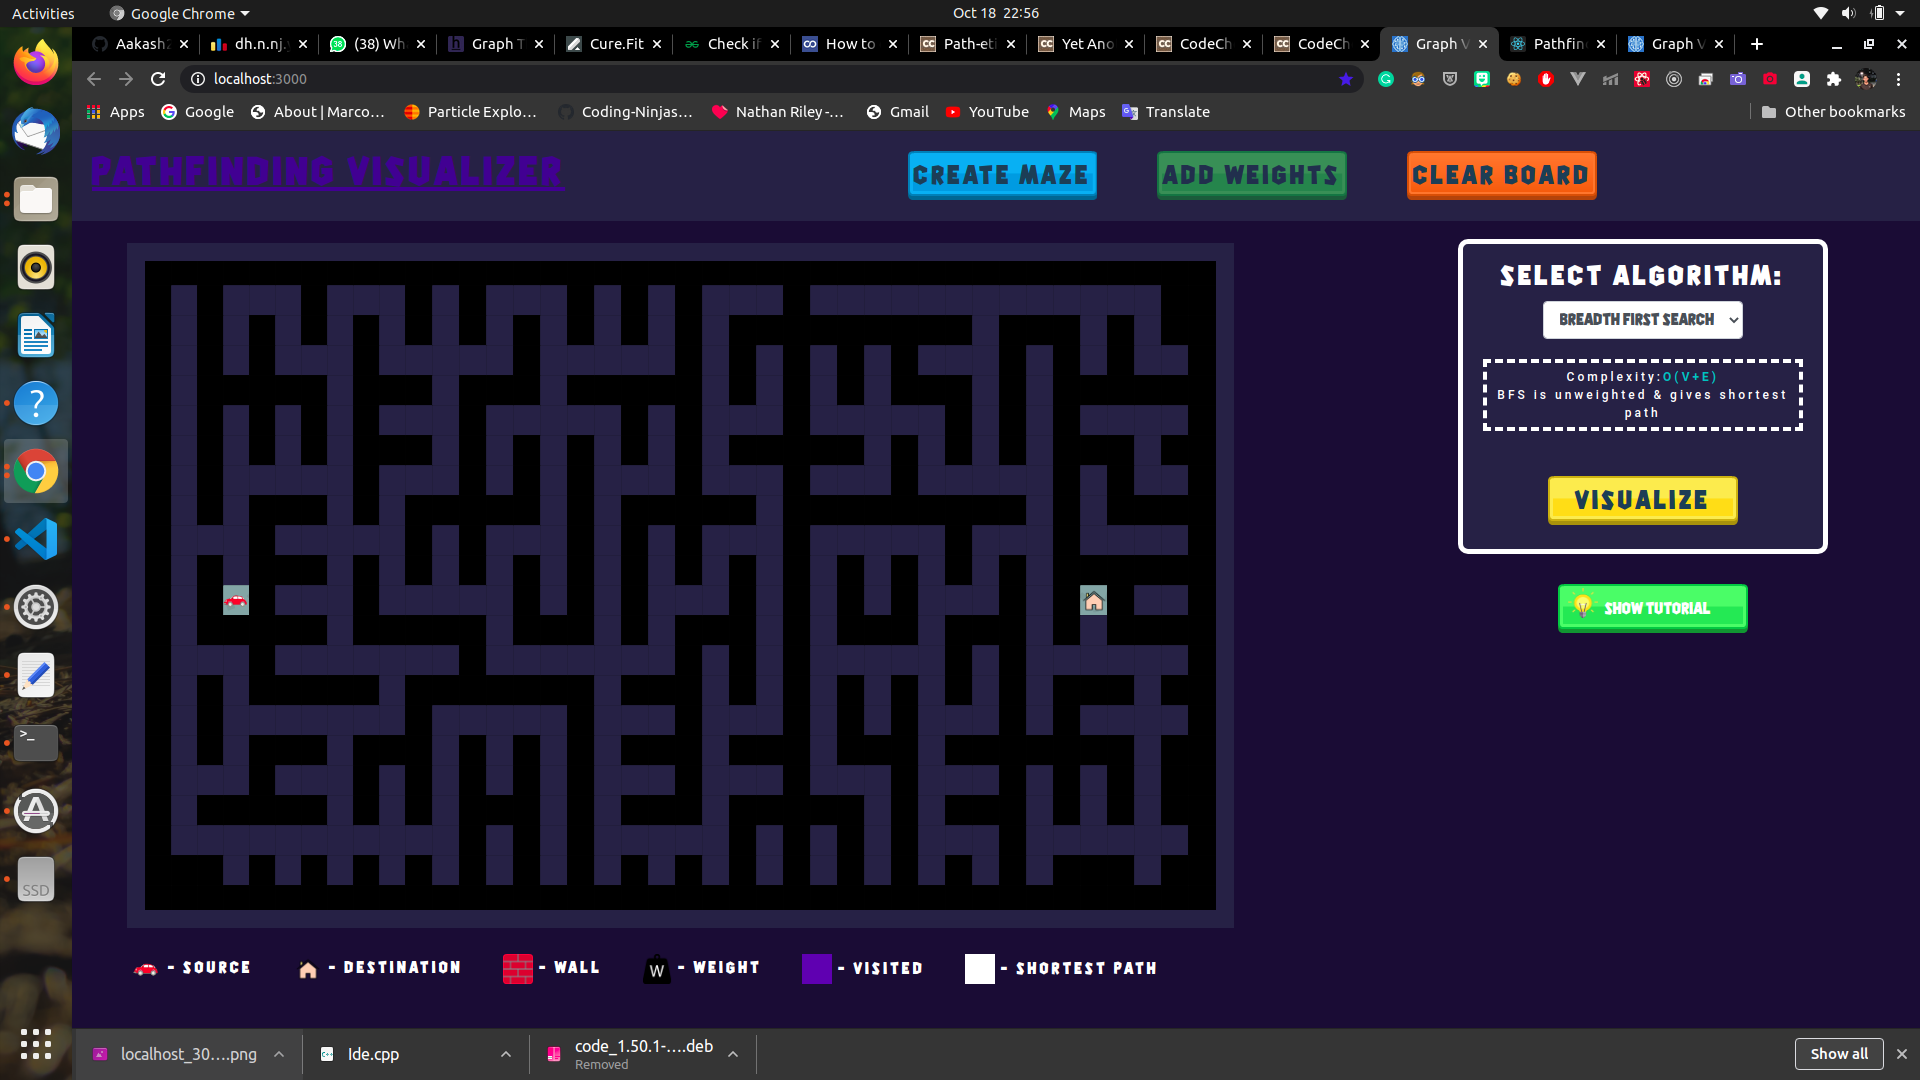 Activities
Google Chrome
Oct 18 22:56
Aakash
dh.n.nj.
(38) Wh
Graph T
Cure.Fit
Check if
How to
Path-eti
Yet Ano
CodeCh
CodeCh
Graph V
Pathfin
Graph V
localhost:3000
Apps
Google
About | Marco...
Particle Explo...
Coding-Ninjas...
Nathan Riley -...
Gmail
YouTube
Maps
Translate
Other bookmarks
PATHFINDING VISUALIZER
CREATE MAZE
ADD WEIGHTS
CLEAR BOARD
SELECT ALGORITHM:
BREADTH FIRST SEARCH
Complexity:O(V+E)
BFS is unweighted & gives shortest
path
VISUALIZE
SHOW TUTORIAL
- SOURCE
- DESTINATION
- WALL
W - WEIGHT
- VISITED
- SHORTEST PATH
SSD
localhost_30....png
Ide.cpp
code_1.50.1-....deb
Removed
Show all